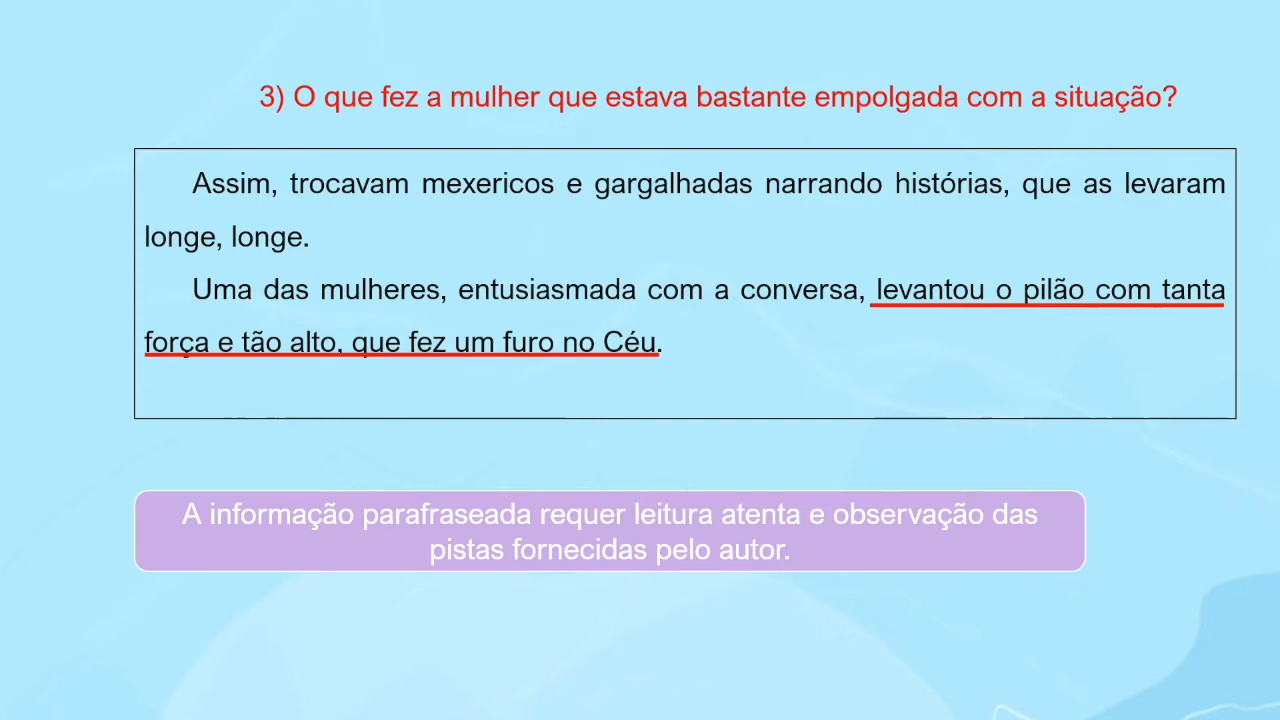 3) O que fez a mulher que estava bastante empolgada com a situação?
Assim, trocavam mexericos e gargalhadas narrando histórias, que as levaram
longe, longe.
Uma das mulheres, entusiasmada com a conversa, levantou o pilão com tanta
força e tão alto, que fez um furo no Céu.
A informação parafraseada requer leitura atenta e observação das
pistas fornecidas pelo autor.